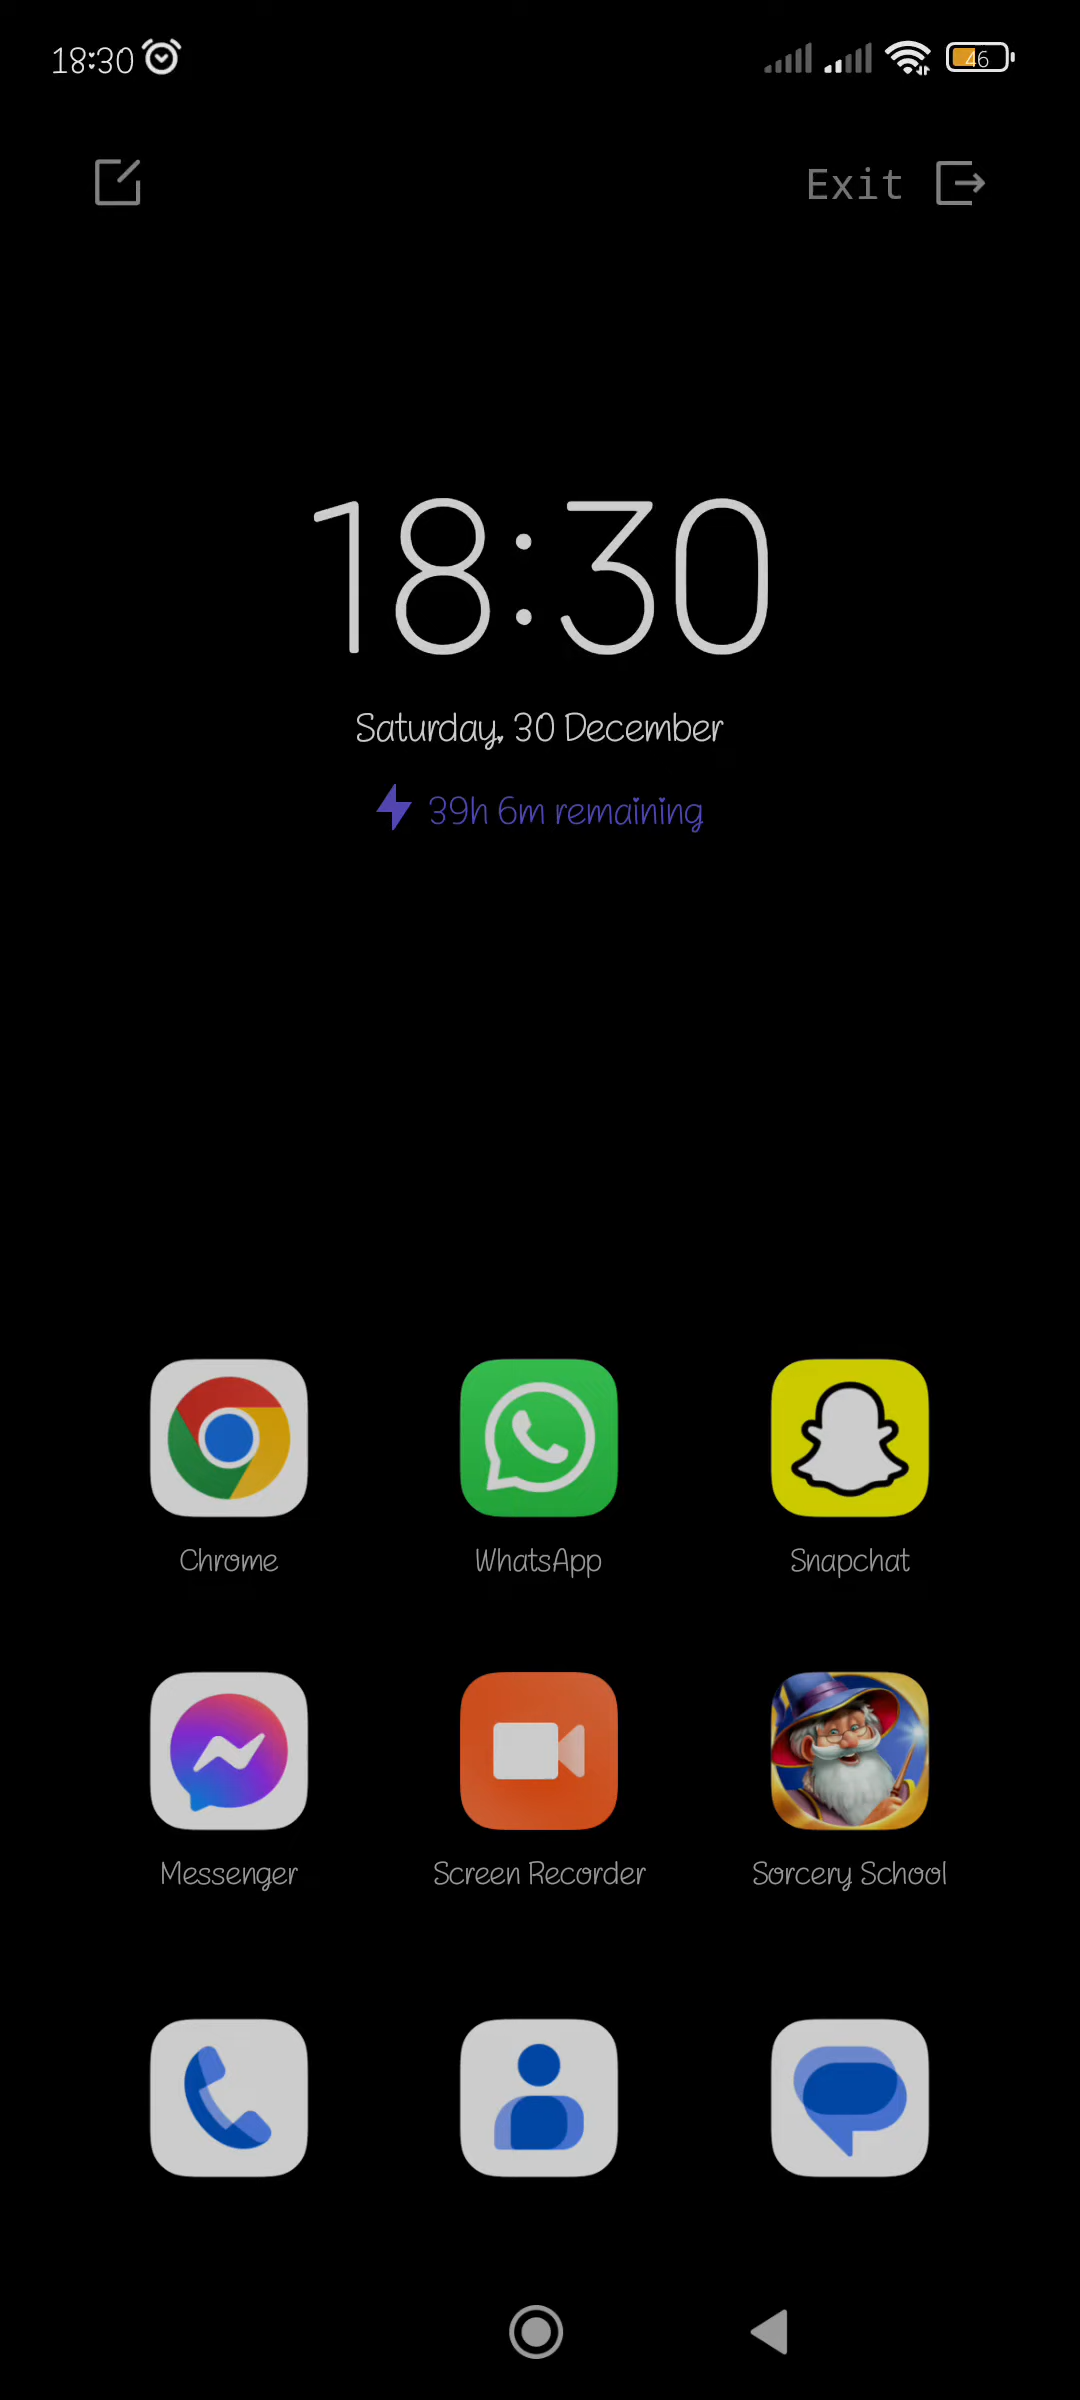 18:30
46
Exit
18:30
Saturday, 30 December
39h 6m remaining
Chrome
WhatsApp
Snapchat
Messenger
Screen Recorder
Sorcery School